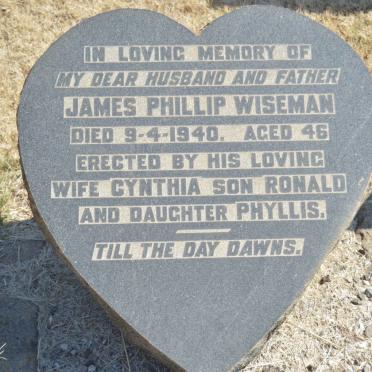 IN LOVING MEMORY OF
MY DEAR HUSBAND AND FATHER
JAMES PHILLIP WISEMAN
DIED 9-4-1940. AGED 46
ERECTED BY HIS LOVING
WIFE CYNTHIA SON RONALD
AND DAUGHTER PHYLLIS.
TILL THE DAY DAWNS.